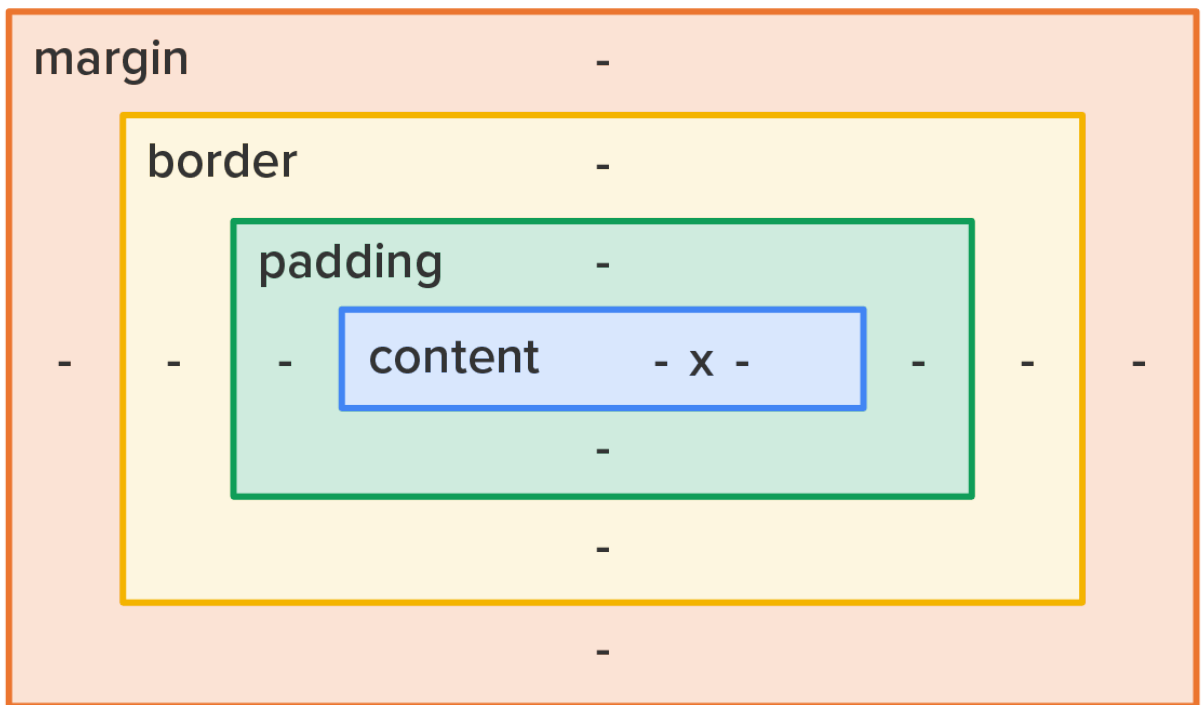 margin -
border -
padding -
- - - content - x - - - -
-
-
-